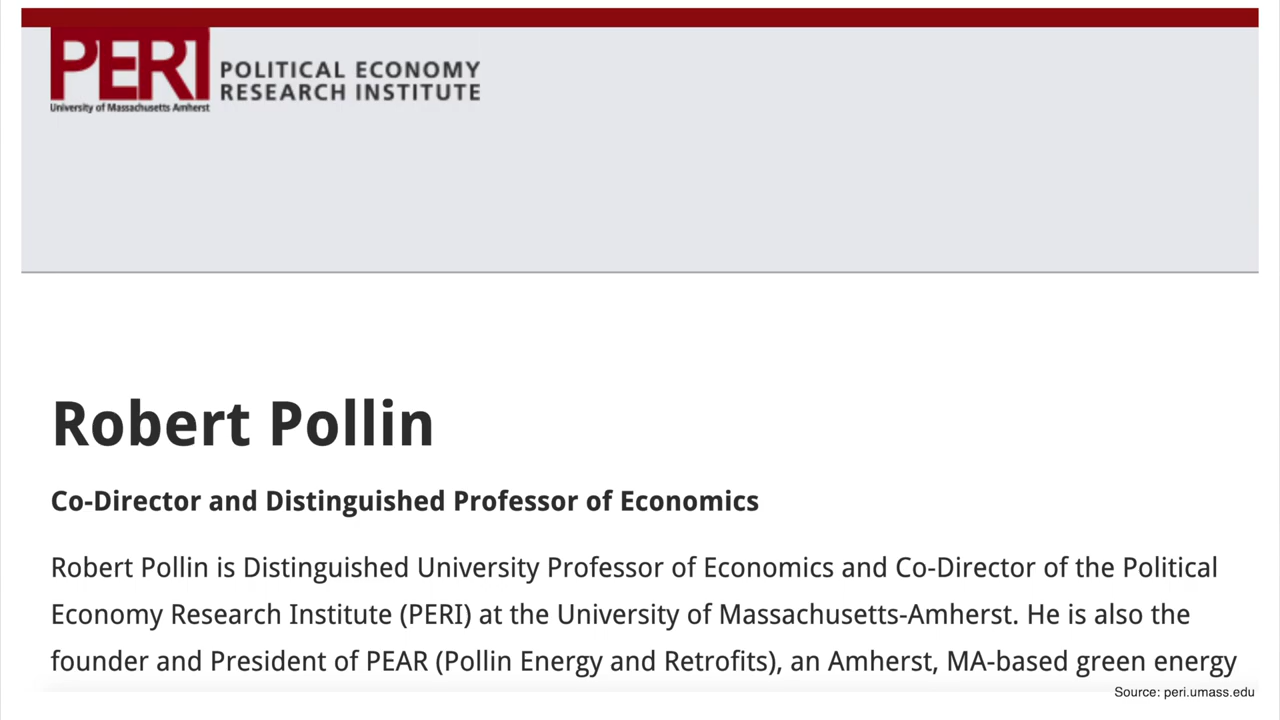 PERI
University of Massachusetts Amherst
POLITICAL ECONOMY
RESEARCH INSTITUTE
Robert Pollin
Co-Director and Distinguished Professor of Economics
Robert Pollin is Distinguished University Professor of Economics and Co-Director of the Political
Economy Research Institute (PERI) at the University of Massachusetts-Amherst. He is also the
founder and President of PEAR (Pollin Energy and Retrofits), an Amherst, MA-based green energy
Source: peri.umass.edu